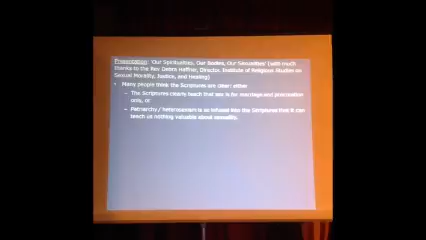 Presentation: 'Our Spiritualities, Our Bodies, Our Sexualities' (with much
thanks to the Rev Debra Haffner, Director, Institute of Religious Studies on
Sexual Morality, Justice, and Healing)
• Many people think the Scriptures are clear: either
– The Scriptures clearly teach that sex is for marriage and procreation
only, or
– Patriarchy/heterosexism is so infused into the Scriptures that it can
teach us nothing valuable about sexuality.